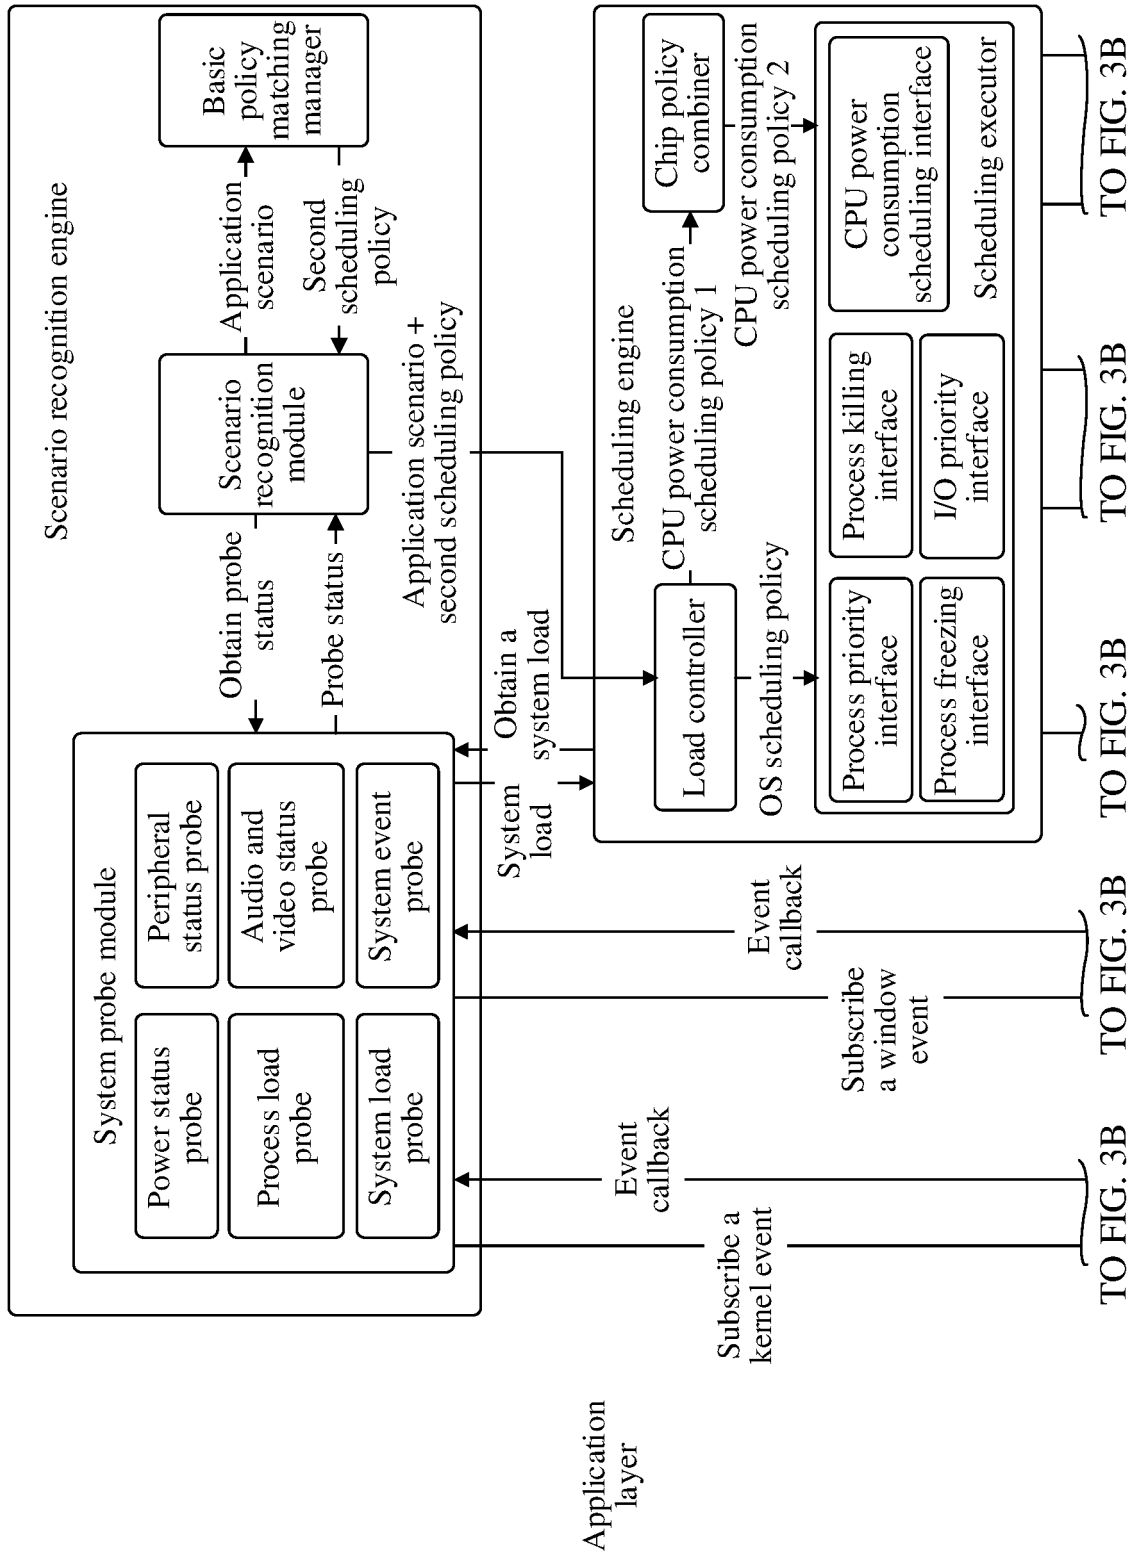 Scenario recognition engine
System probe module
Power status
probe
Peripheral
status probe
Process load
probe
Audio and
video status
probe
System load
probe
System event
probe
Obtain probe
status
Probe status
Scenario
recognition
module
Application
scenario
Second
scheduling
policy
Basic
policy
matching
manager
Application scenario +
second scheduling policy
System
load
Obtain a
system load
Application
layer
Subscribe a
kernel event
Event
callback
Subscribe
a window
event
Event
callback
Scheduling engine
Load controller
CPU power consumption
scheduling policy 1
Chip policy
combiner
OS scheduling policy
CPU power consumption
scheduling policy 2
Process priority
interface
Process killing
interface
CPU power
consumption
scheduling interface
Process freezing
interface
I/O priority
interface
Scheduling executor
TO FIG. 3B
TO FIG. 3B
TO FIG. 3B
TO FIG. 3B
TO FIG. 3B